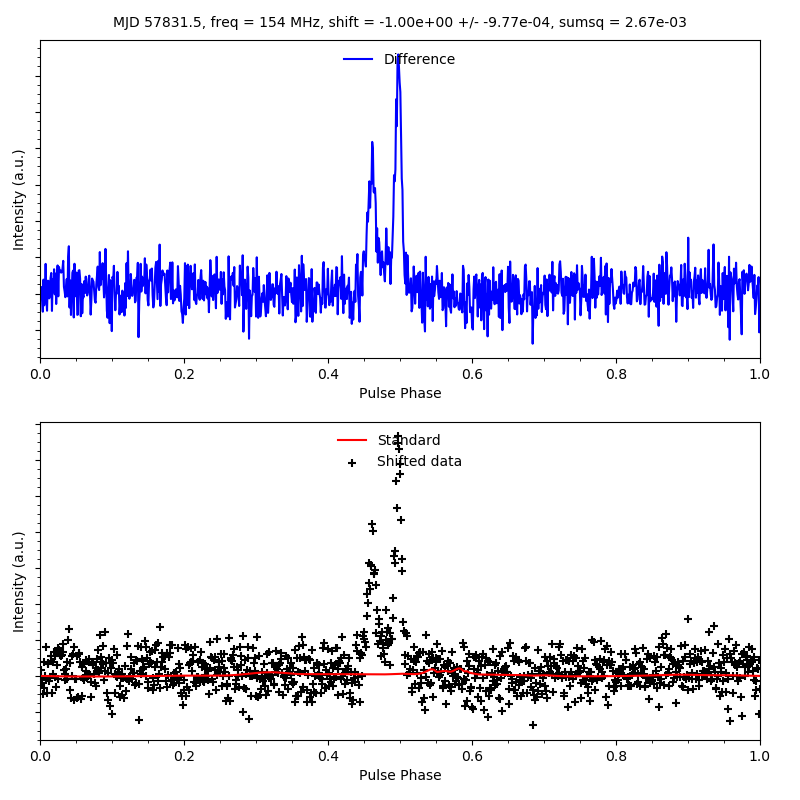 MJD 57831.5, freq = 154 MHz, shift = -1.00e+00 +/- -9.77e-04, sumsq = 2.67e-03
Difference
Intensity (a.u.)
0.0 0.2 0.4 0.6 0.8 1.0
Pulse Phase
Standard
Shifted data
Intensity (a.u.)
0.0 0.2 0.4 0.6 0.8 1.0
Pulse Phase